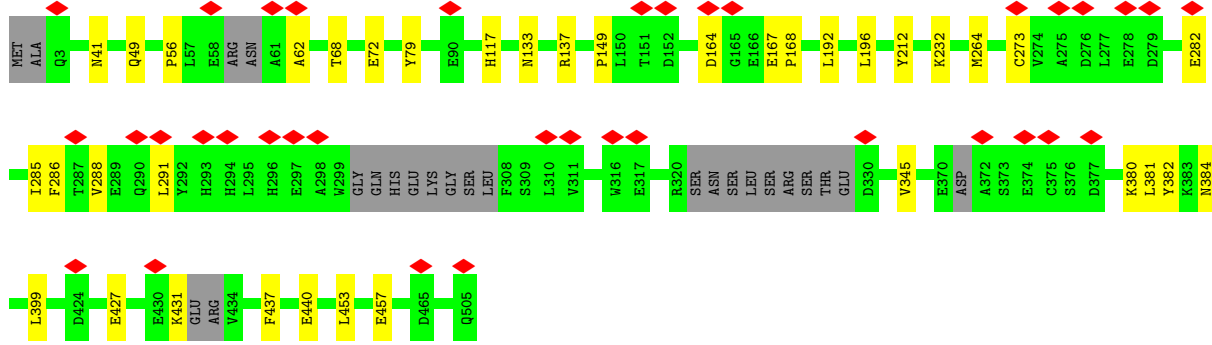 MET ALA Q3 N41 Q49 P56 L57 E58 ARG ASN A61 A62 T68 E72 Y79 E90 H117 N133 R137 P149 L150 T151 D152 D164 G165 E166 E167 P168 L192 L196 Y212 K232 M264 C273 V274 A275 D276 L277 E278 D279 E282
I285 F286 T287 V288 E289 Q290 L291 Y292 H293 H294 L295 H296 E297 A298 W299 GLY GLN HIS GLU LYS GLY SER LEU F308 S309 L310 V311 W316 E317 R320 SER ASN SER LEU SER ARG SER THR GLU D330 V345 E370 ASP A372 S373 E374 C375 S376 D377 K380 L381 Y382 K383 N384
L399 D424 E427 E430 K431 GLU ARG V434 F437 E440 L453 E457 D465 Q505